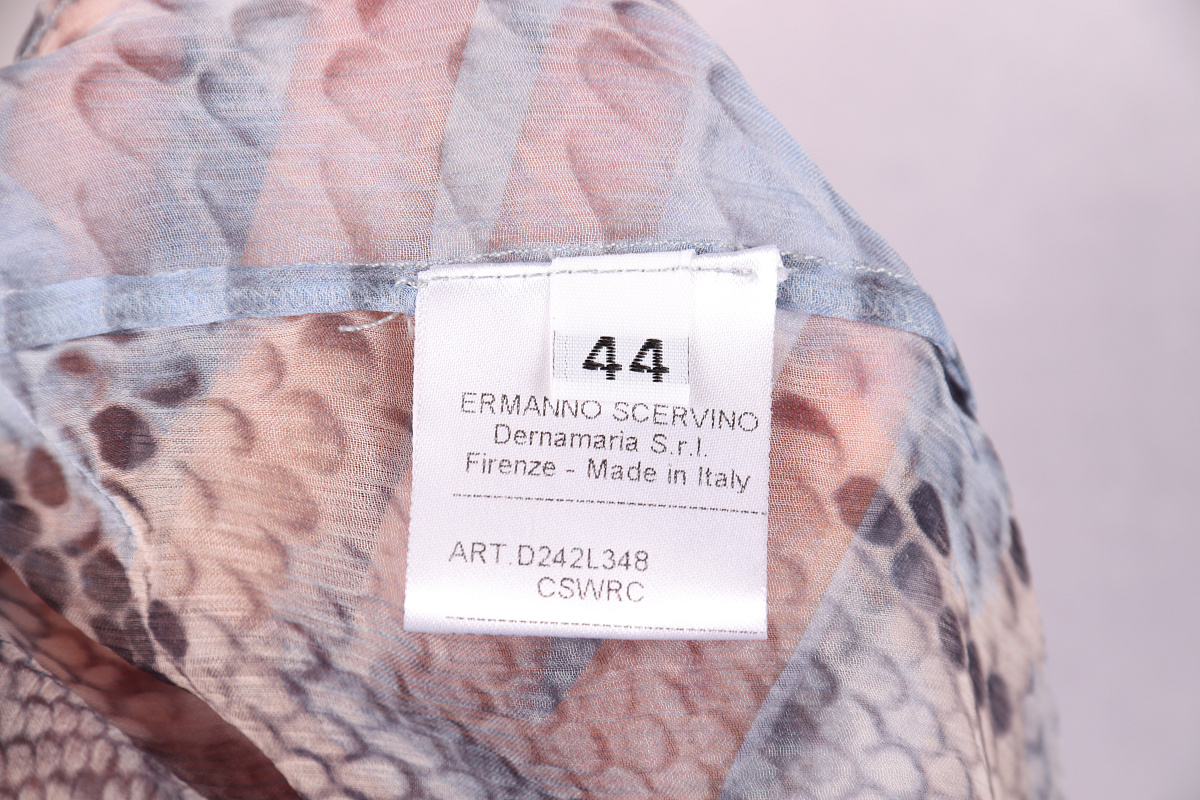 44
ERMANNO SCERVINO
Dernamaria S.r.l.
Firenze - Made in Italy
ART.D242L348
CSWRC